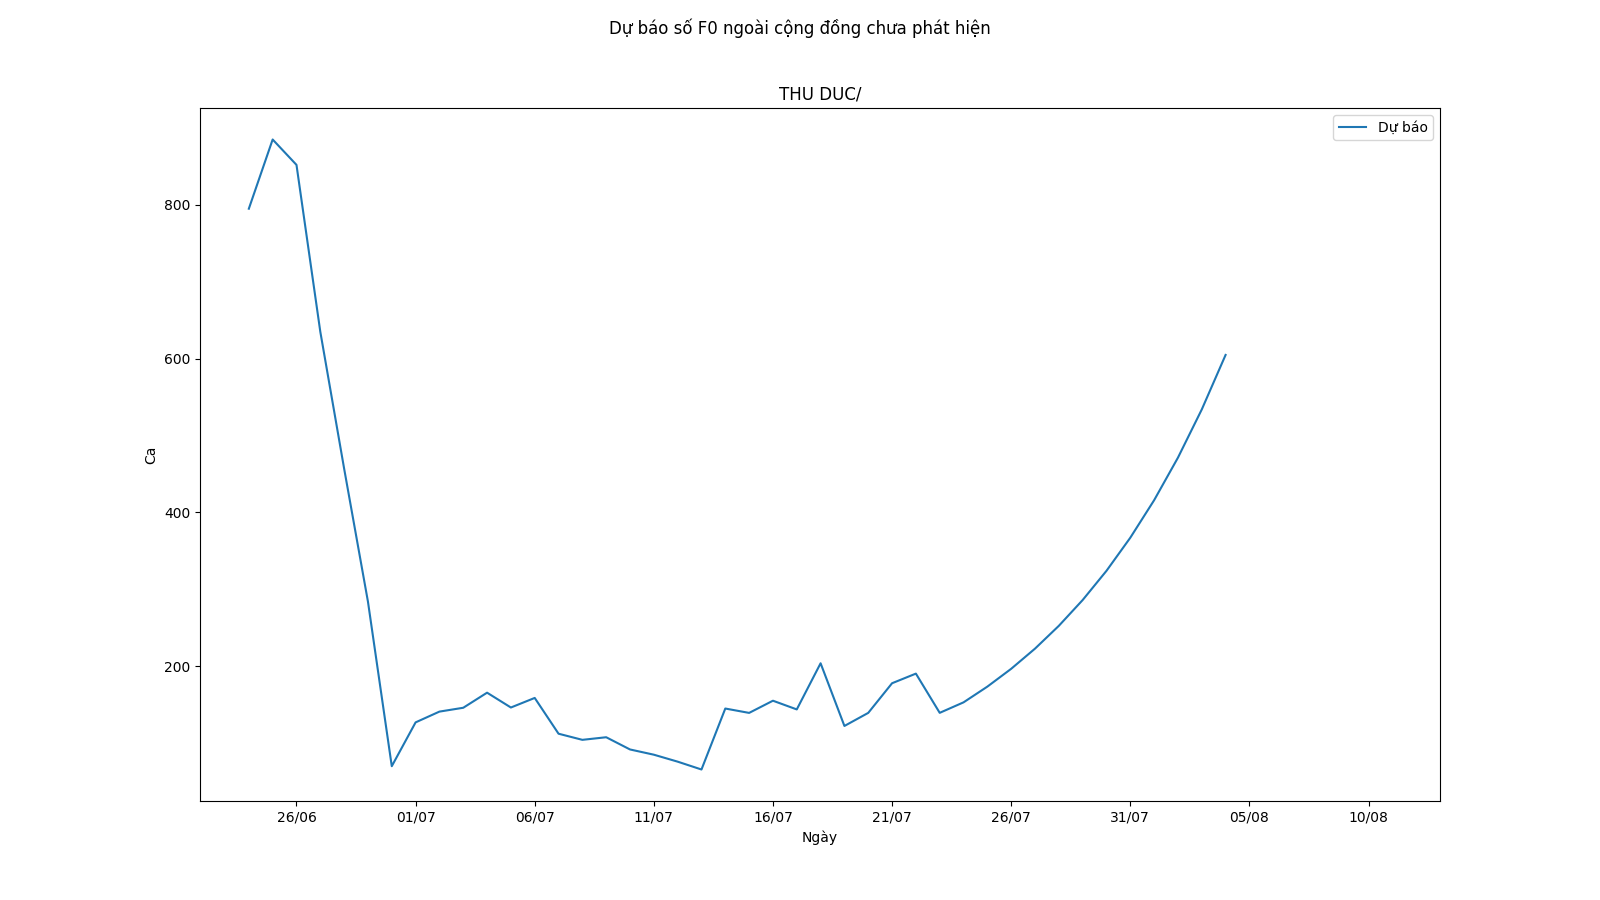 Dự báo số F0 ngoài cộng đồng chưa phát hiện
THU DUC/
Dự báo
800
600
400
200
Ca
26/06 01/07 06/07 11/07 16/07 21/07 26/07 31/07 05/08 10/08
Ngày